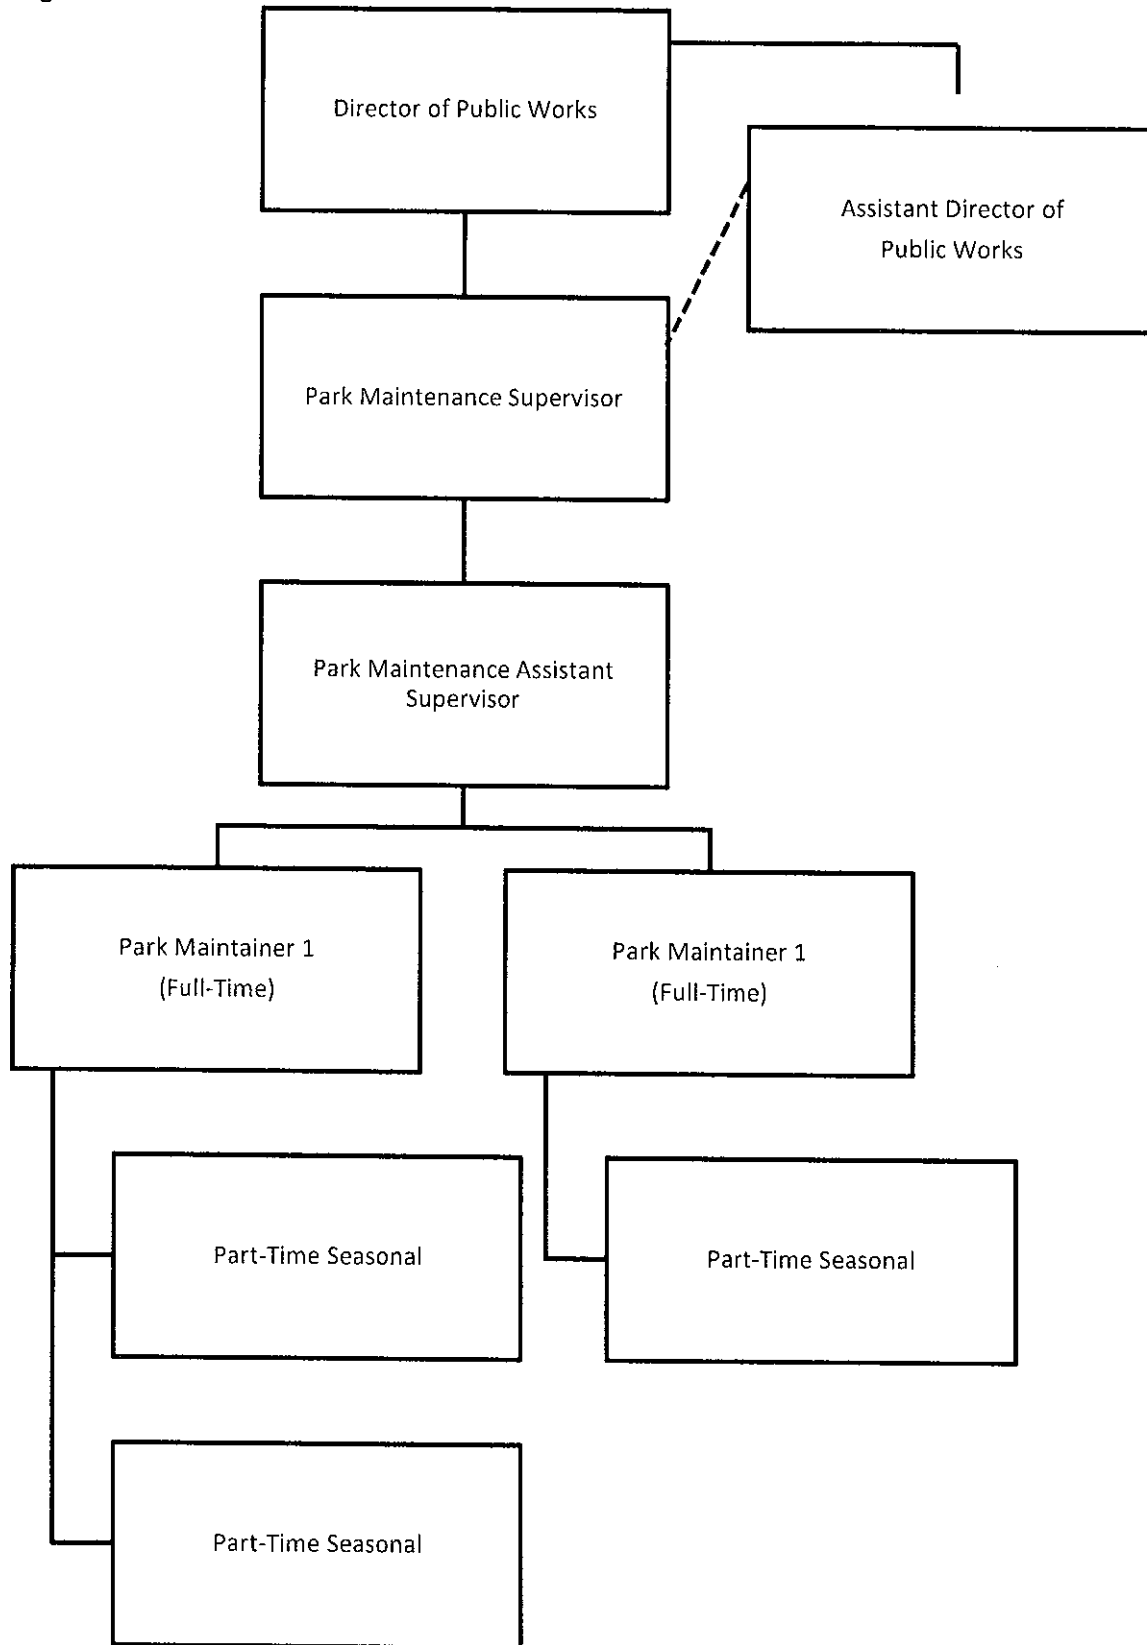 Director of Public Works
Assistant Director of
Public Works
Park Maintenance Supervisor
Park Maintenance Assistant
Supervisor
Park Maintainer 1
(Full-Time)
Park Maintainer 1
(Full-Time)
Part-Time Seasonal
Part-Time Seasonal
Part-Time Seasonal